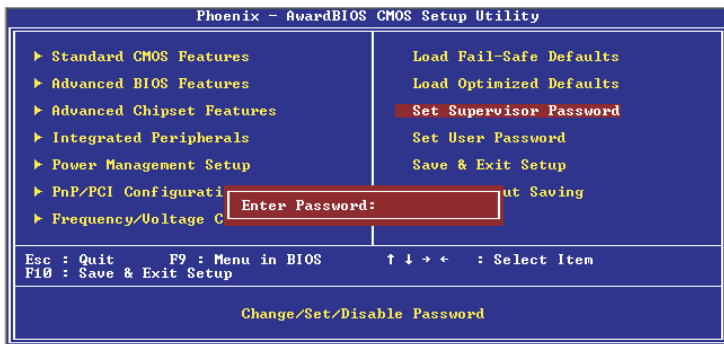 Phoenix - AwardBIOS CMOS Setup Utility
Standard CMOS Features
Advanced BIOS Features
Advanced Chipset Features
Integrated Peripherals
Power Management Setup
PnP/PCI Configurati
Frequency/Voltage C
Load Fail-Safe Defaults
Load Optimized Defaults
Set Supervisor Password
Set User Password
Save & Exit Setup
ut Saving
Enter Password:
Esc : Quit F9 : Menu in BIOS ↑ ↓ → ← : Select Item
F10 : Save & Exit Setup
Change/Set/Disable Password